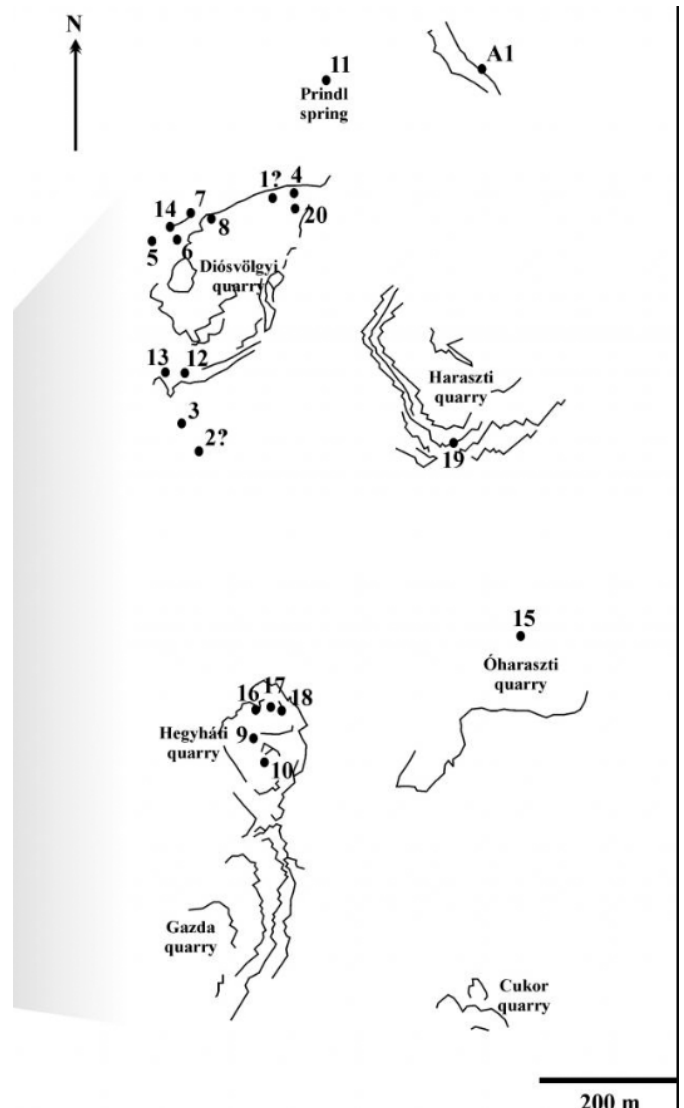 N
11
Prindl
spring
A1
1?
4
7
14
8
20
5
6
Diósvölgyi
quarry
13
12
Haraszti
quarry
3
2?
19
15
Óharaszti
quarry
16
17
18
Hegyháti
quarry
9
10
Gazda
quarry
Cukor
quarry
200 m